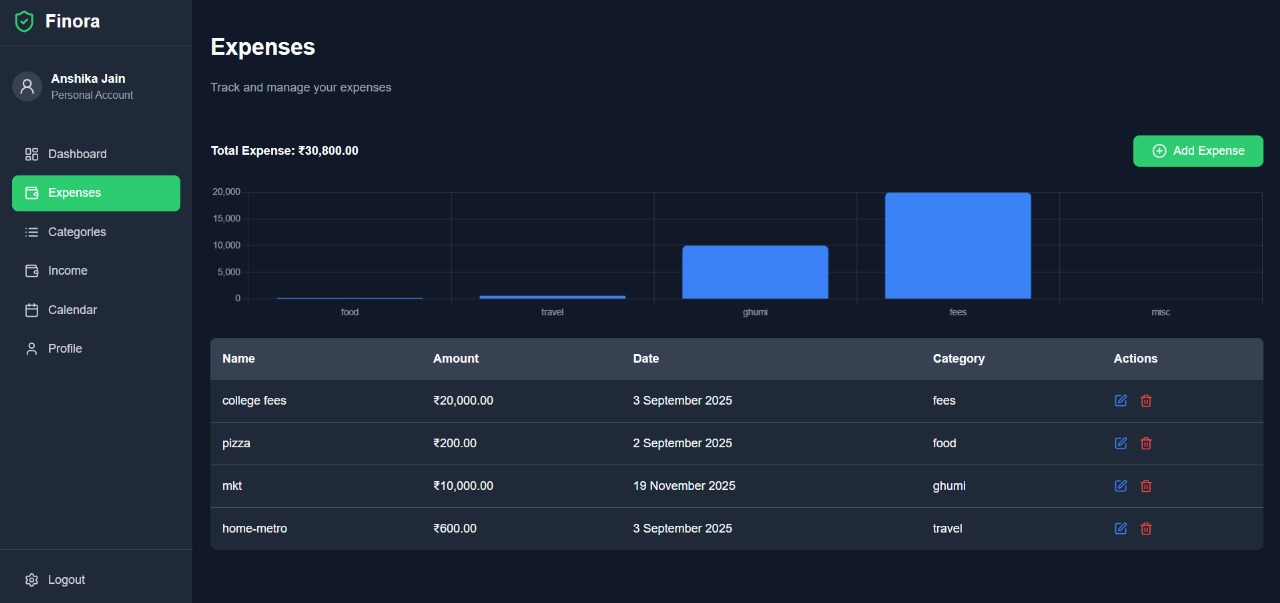 Finora
Anshika Jain
Personal Account
Dashboard
Expenses
Categories
Income
Calendar
Profile
Logout
Expenses
Track and manage your expenses
Total Expense: ₹30,800.00
Add Expense
20,000
15,000
10,000
5,000
0
food travel ghumi fees misc
Name Amount Date Category Actions
college fees ₹20,000.00 3 September 2025 fees
pizza ₹200.00 2 September 2025 food
mkt ₹10,000.00 19 November 2025 ghumi
home-metro ₹600.00 3 September 2025 travel